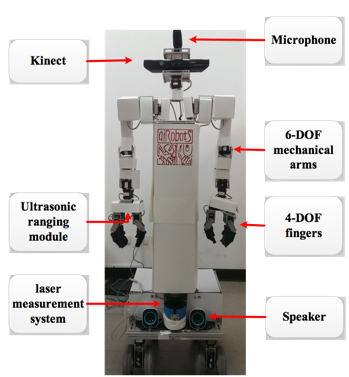 Microphone
Kinect
6-DOF
mechanical
arms
Ultrasonic
ranging
module
4-DOF
fingers
laser
measurement
system
Speaker